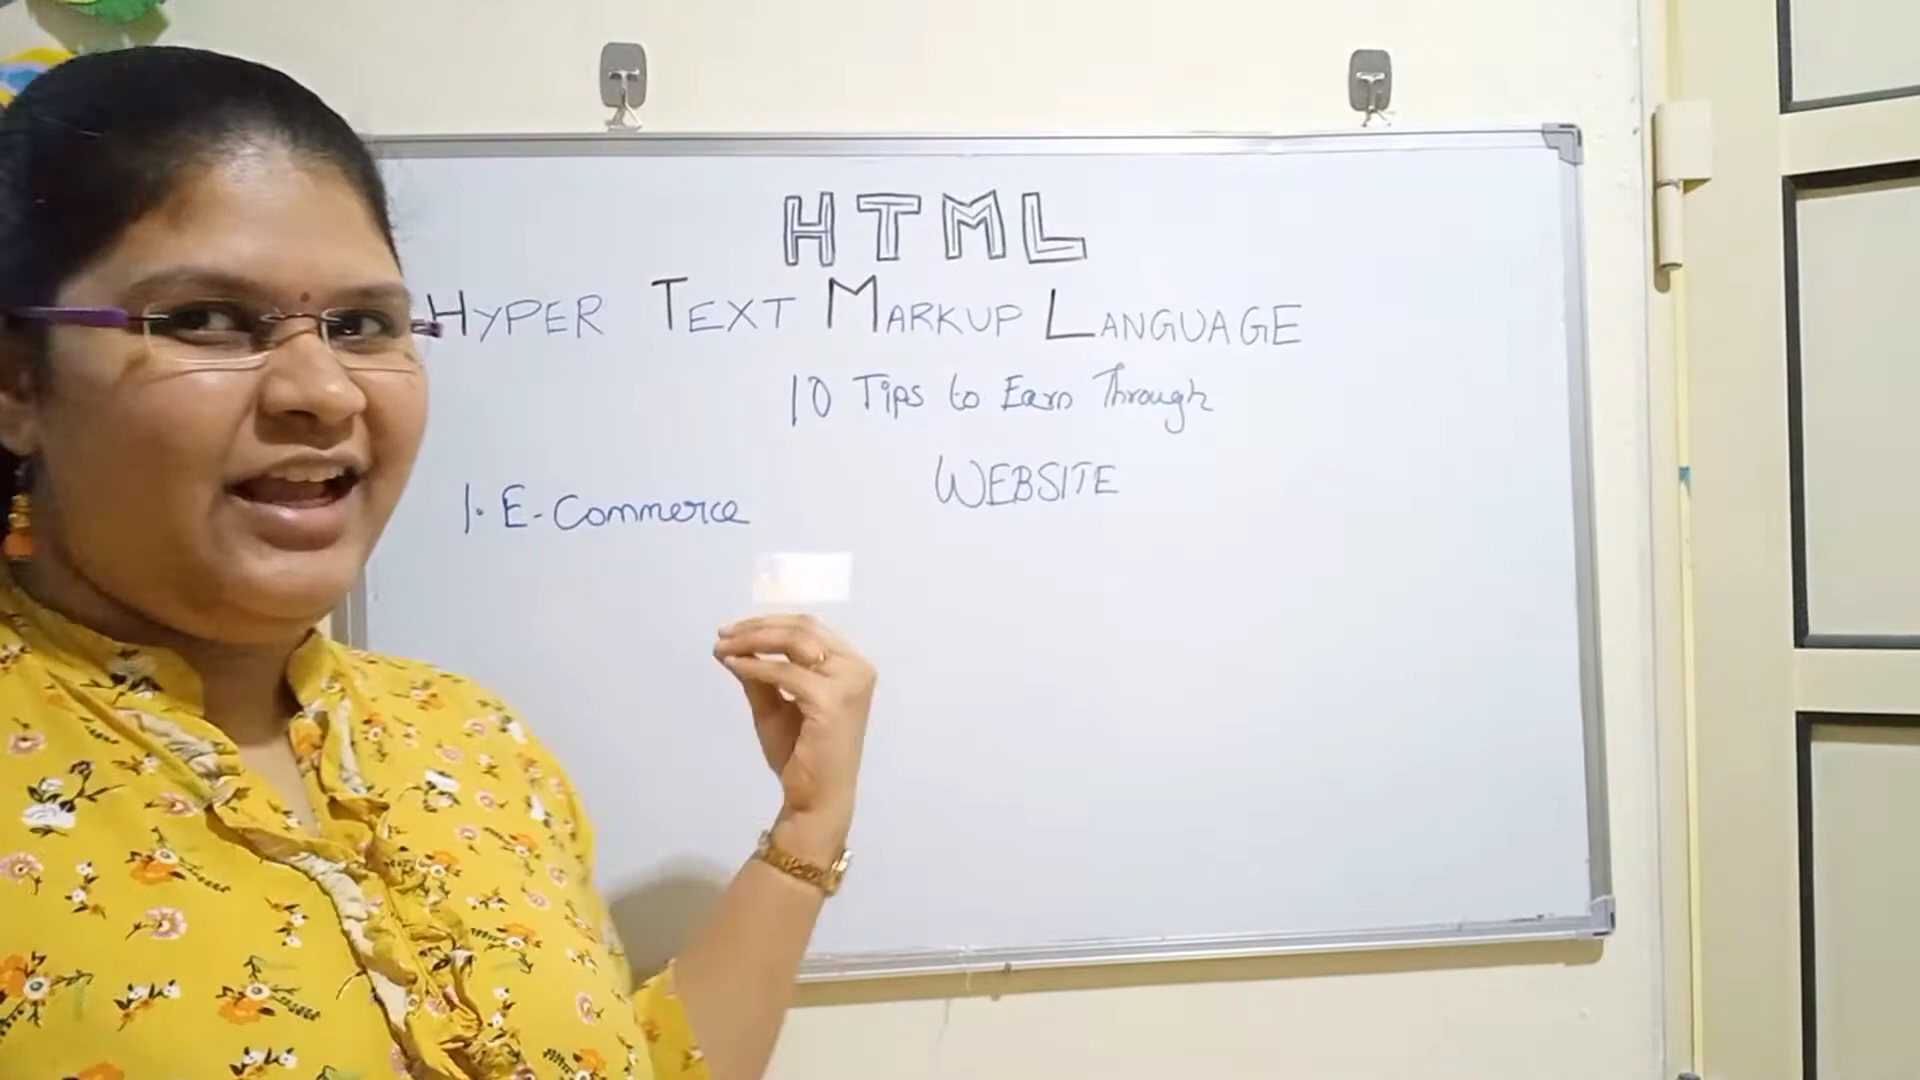 HTML
HYPER TEXT MARKUP LANGUAGE
10 Tips to Earn Through
WEBSITE
1. E-Commerce